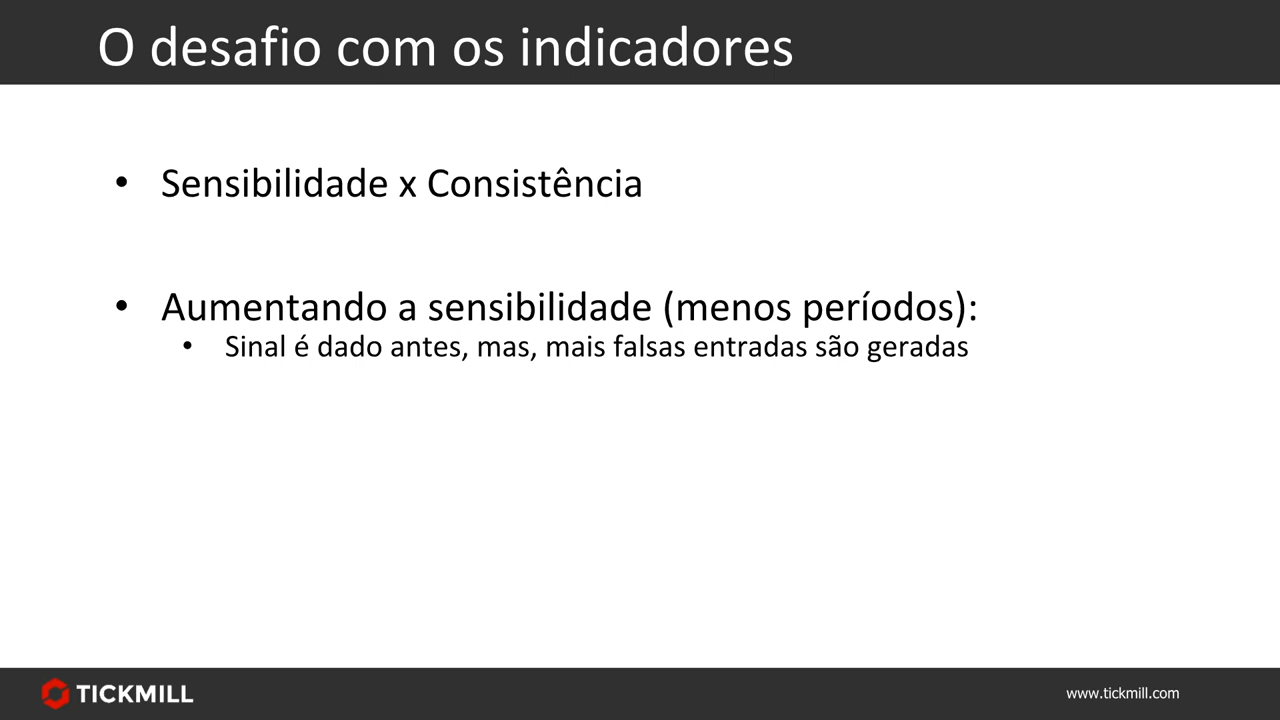 O desafio com os indicadores
• Sensibilidade x Consistência
• Aumentando a sensibilidade (menos períodos):
• Sinal é dado antes, mas, mais falsas entradas são geradas
TICKMILL
www.tickmill.com